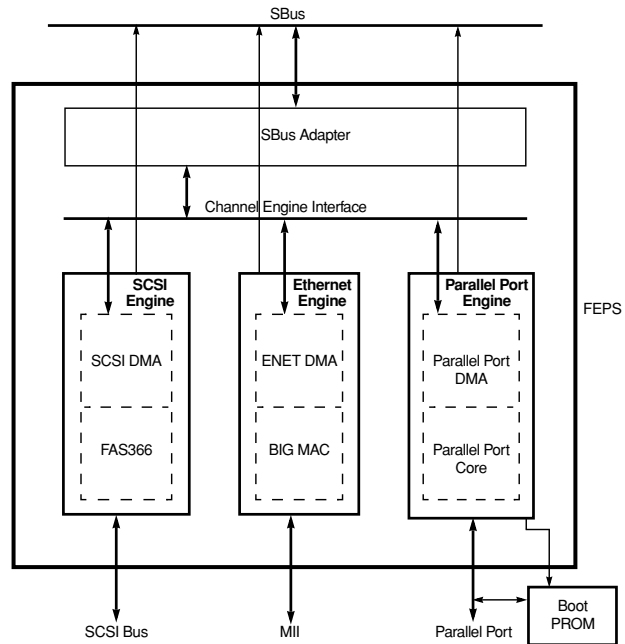 SBus
SBus Adapter
Channel Engine Interface
SCSI
Engine
Ethernet
Engine
Parallel Port
Engine
FEPS
SCSI DMA
ENET DMA
Parallel Port
DMA
FAS366
BIG MAC
Parallel Port
Core
SCSI Bus
MII
Parallel Port
Boot
PROM